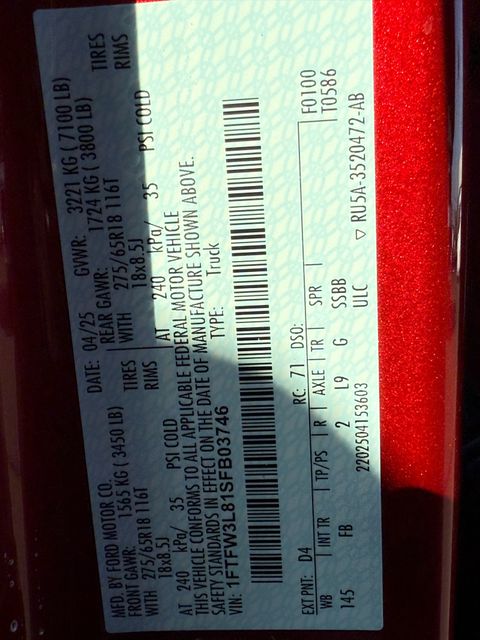 MFD. BY FORD MOTOR CO. DATE: 04/25 GVWR: 3221 KG ( 7100 LB)
FRONT GAWR: 1565 KG ( 3450 LB) REAR GAWR: 1724 KG ( 3800 LB)
WITH 275/65R18 116T TIRES WITH 275/65R18 116T TIRES
18x8.5J RIMS 18x8.5J RIMS
AT 240 kPa/ 35 PSI COLD AT 240 kPa/ 35 PSI COLD
THIS VEHICLE CONFORMS TO ALL APPLICABLE FEDERAL MOTOR VEHICLE
SAFETY STANDARDS IN EFFECT ON THE DATE OF MANUFACTURE SHOWN ABOVE.
VIN: 1FTFW3L81SFB03746 TYPE: Truck
EXT PNT: D4 RC: 71 DSO: F0100
T0586
WB INT TR TP/PS R AXLE TR SPR
145 FB 2 L9 G SSBB
2202504153603 ULC
▽ RU5A-3520472-AB